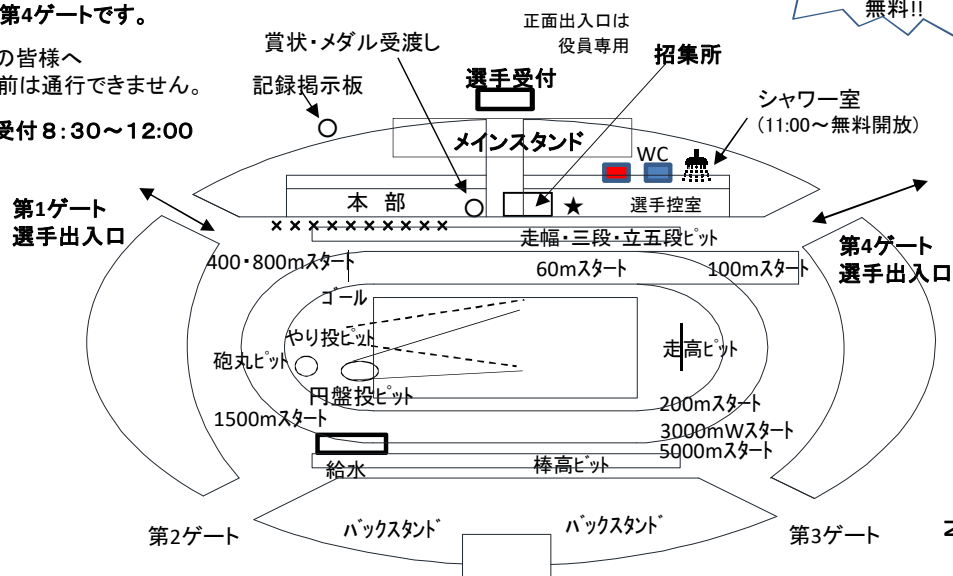 第4ゲートです。
無料!!
正面出入口は
役員専用
賞状・メダル受渡し
招集所
の皆様へ
前は通行できません。
記録掲示板
選手受付
シャワー室
(11:00～無料開放)
受付8:30～12:00
メインスタンド
WC
第1ゲート
選手出入口
本 部
★
選手控室
×××××××××××
走幅・三段・立五段ピット
第4ゲート
選手出入口
400・800mスタート
60mスタート
100mスタート
ゴール
やり投ピット
砲丸ピット
走高ピット
円盤投ピット
1500mスタート
200mスタート
3000mWスタート
5000mスタート
給水
棒高ピット
第2ゲート
バックスタンド
バックスタンド
第3ゲート